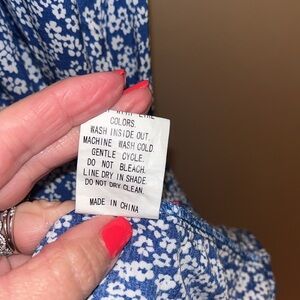 COLORS.
WASH INSIDE OUT.
MACHINE WASH COLD
GENTLE CYCLE.
DO NOT BLEACH.
LINE DRY IN SHADE.
DO NOT DRY CLEAN.
MADE IN CHINA